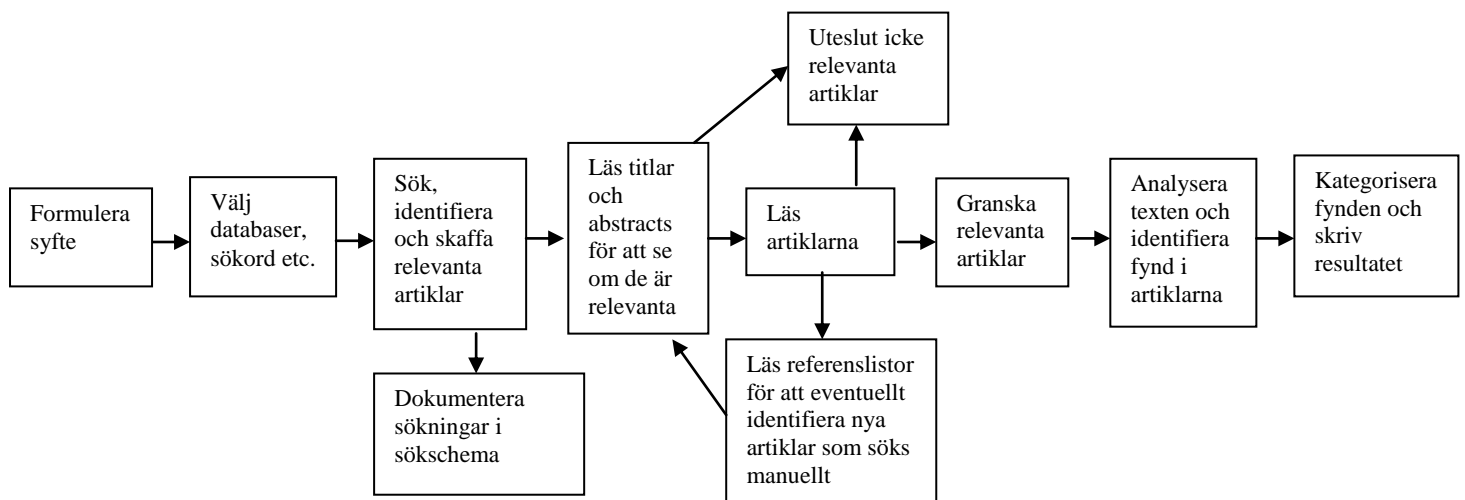 Formulera
syfte
Välj
databaser,
sökord etc.
Sök,
identifiera
och skaffa
relevanta
artiklar
Dokumentera
sökningar i
sökschema
Läs titlar
och
abstracts
för att se
om de är
relevanta
Uteslut icke
relevanta
artiklar
Läs
artiklarna
Läs referenslistor
för att eventuellt
identifiera nya
artiklar som söks
manuellt
Granska
relevanta
artiklar
Analysera
texten och
identifiera
fynd i
artiklarna
Kategorisera
fynden och
skriv
resultatet